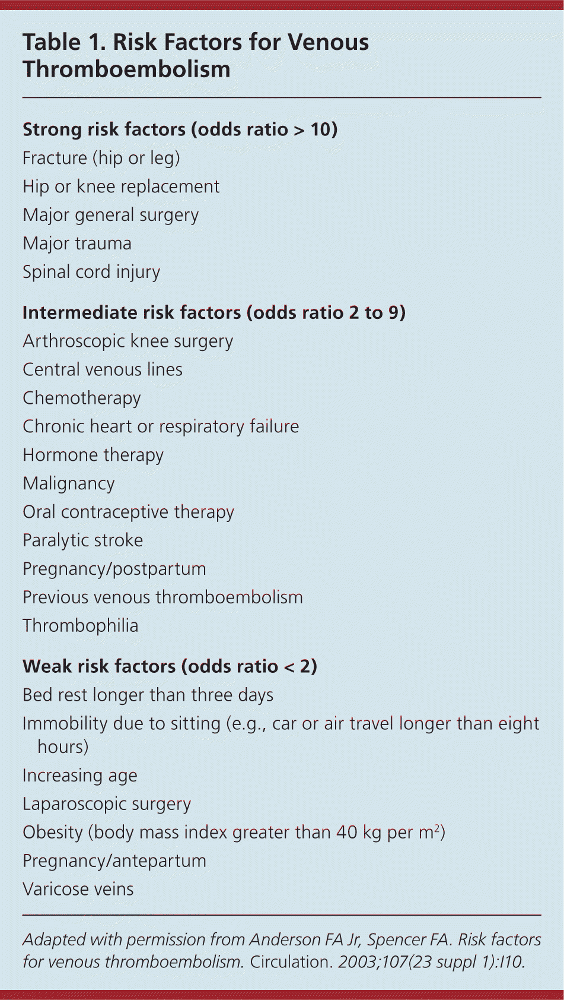 Table 1. Risk Factors for Venous
Thromboembolism
Strong risk factors (odds ratio > 10)
Fracture (hip or leg)
Hip or knee replacement
Major general surgery
Major trauma
Spinal cord injury
Intermediate risk factors (odds ratio 2 to 9)
Arthroscopic knee surgery
Central venous lines
Chemotherapy
Chronic heart or respiratory failure
Hormone therapy
Malignancy
Oral contraceptive therapy
Paralytic stroke
Pregnancy/postpartum
Previous venous thromboembolism
Thrombophilia
Weak risk factors (odds ratio < 2)
Bed rest longer than three days
Immobility due to sitting (e.g., car or air travel longer than eight
hours)
Increasing age
Laparoscopic surgery
Obesity (body mass index greater than 40 kg per m²)
Pregnancy/antepartum
Varicose veins
Adapted with permission from Anderson FA Jr, Spencer FA. Risk factors
for venous thromboembolism. Circulation. 2003;107(23 suppl 1):I10.